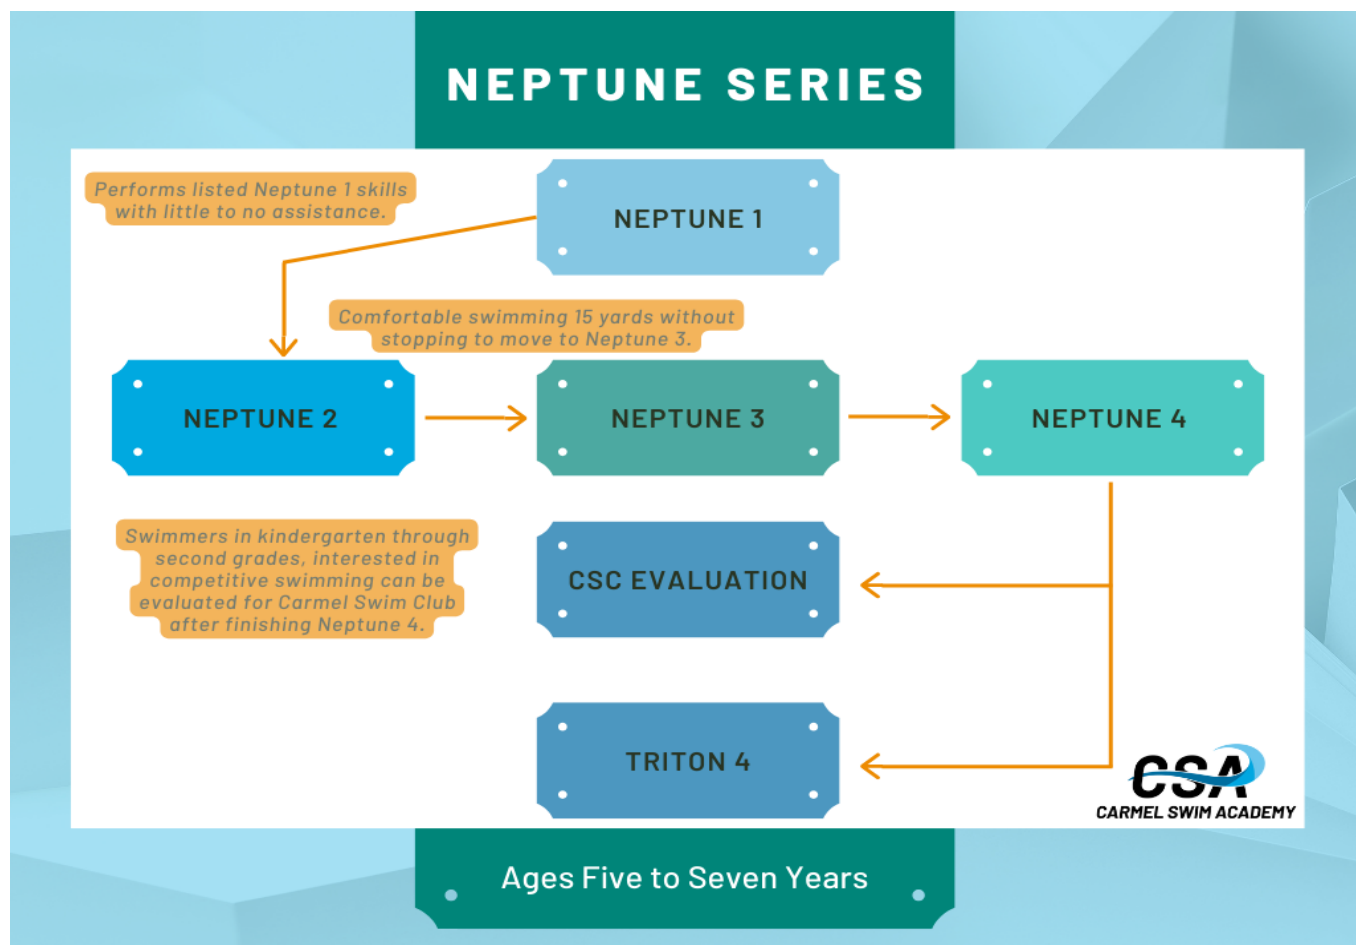 NEPTUNE SERIES
Performs listed Neptune 1 skills
with little to no assistance.
NEPTUNE 1
Comfortable swimming 15 yards without
stopping to move to Neptune 3.
NEPTUNE 2
NEPTUNE 3
NEPTUNE 4
Swimmers in kindergarten through
second grades, interested in
competitive swimming can be
evaluated for Carmel Swim Club
after finishing Neptune 4.
CSC EVALUATION
TRITON 4
CSA
CARMEL SWIM ACADEMY
Ages Five to Seven Years